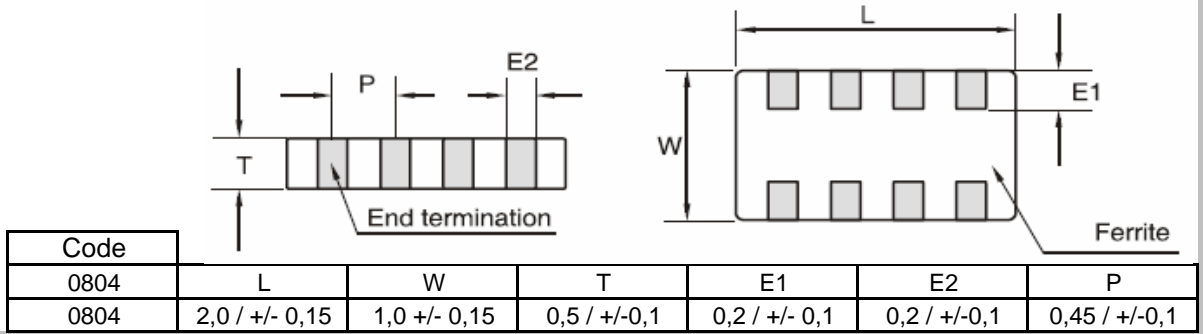 L
P
E2
E1
T
W
End termination
Ferrite
Code
0804 L W T E1 E2 P
0804 2,0 / +/- 0,15 1,0 +/- 0,15 0,5 / +/-0,1 0,2 / +/- 0,1 0,2 / +/-0,1 0,45 / +/-0,1